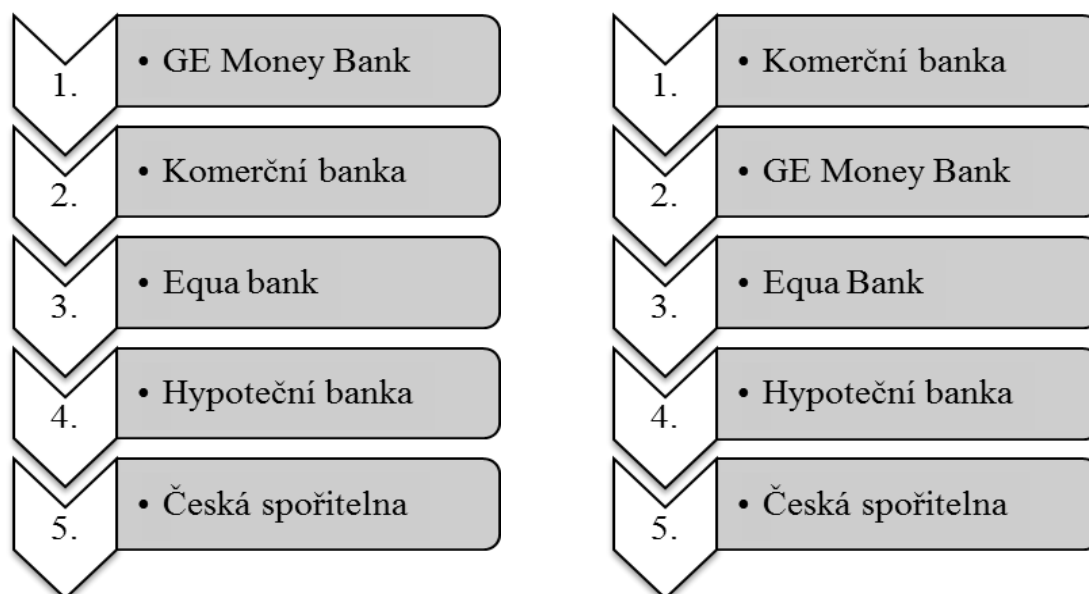 1.
• GE Money Bank
2.
• Komerční banka
3.
• Equa bank
4.
• Hypoteční banka
5.
• Česká spořitelna
1.
• Komerční banka
2.
• GE Money Bank
3.
• Equa Bank
4.
• Hypoteční banka
5.
• Česká spořitelna